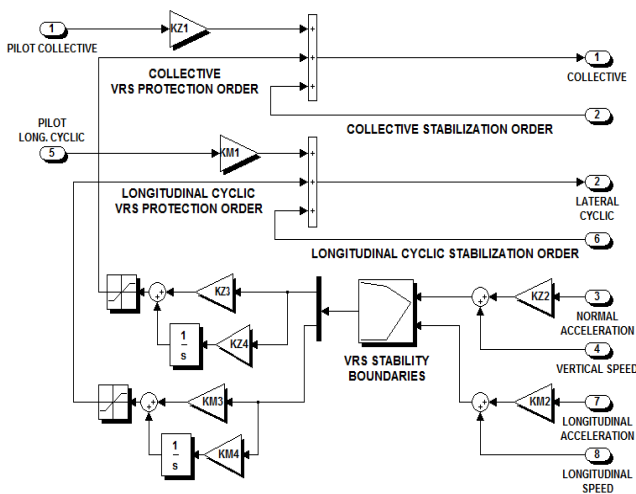 1
PILOT COLLECTIVE
KZ1
+
+
+
COLLECTIVE
VRS PROTECTION ORDER
1
COLLECTIVE
2
COLLECTIVE STABILIZATION ORDER
PILOT
LONG. CYCLIC
5
KM1
+
+
+
LONGITUDINAL CYCLIC
VRS PROTECTION ORDER
2
LATERAL
CYCLIC
6
LONGITUDINAL CYCLIC STABILIZATION ORDER
KZ3
KZ2
3
NORMAL
ACCELERATION
1
s
KZ4
4
VERTICAL SPEED
VRS STABILITY
BOUNDARIES
KM3
KM2
7
LONGITUDINAL
ACCELERATION
1
s
KM4
8
LONGITUDINAL
SPEED